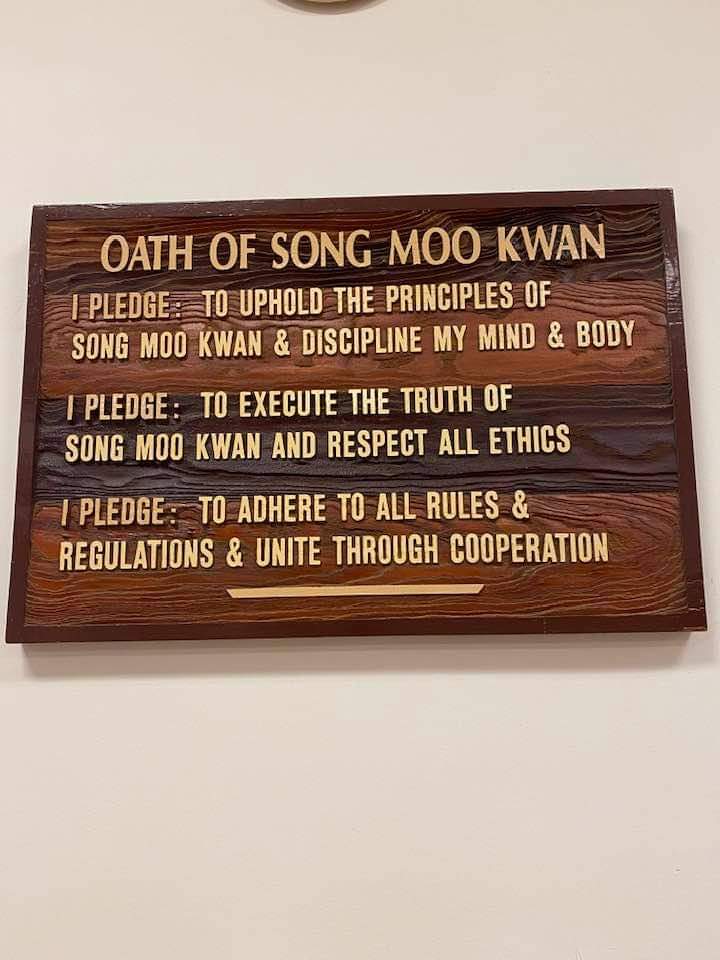 OATH OF SONG MOO KWAN
I PLEDGE: TO UPHOLD THE PRINCIPLES OF
SONG MOO KWAN & DISCIPLINE MY MIND & BODY
I PLEDGE: TO EXECUTE THE TRUTH OF
SONG MOO KWAN AND RESPECT ALL ETHICS
I PLEDGE: TO ADHERE TO ALL RULES &
REGULATIONS & UNITE THROUGH COOPERATION